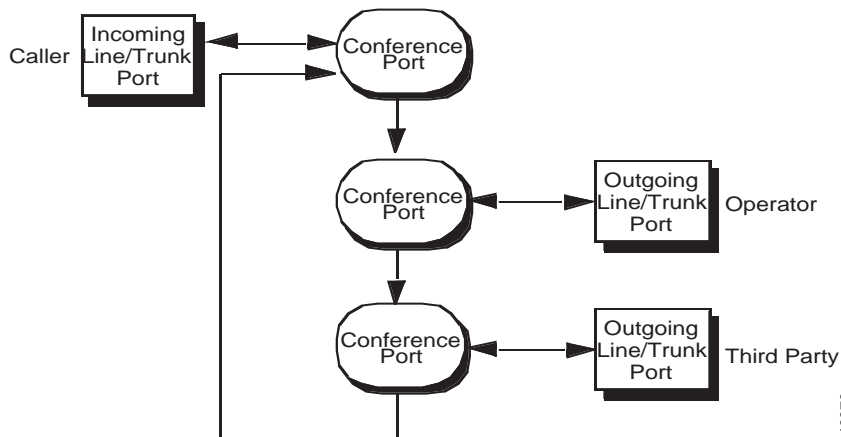 Caller
Incoming
Line/Trunk
Port
Conference
Port
Conference
Port
Outgoing
Line/Trunk
Port
Operator
Conference
Port
Outgoing
Line/Trunk
Port
Third Party